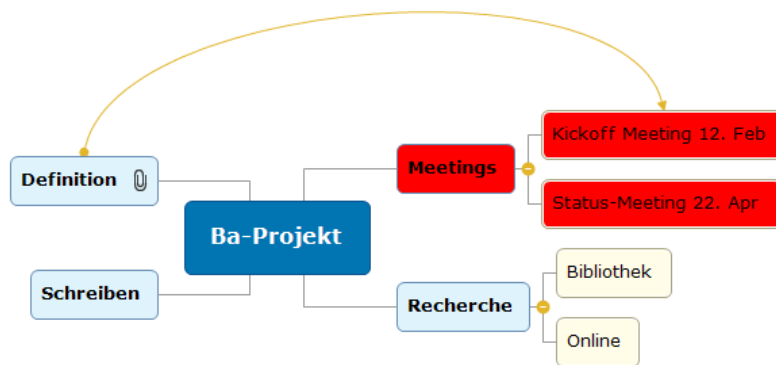 Kickoff Meeting 12. Feb
Meetings
Definition
Status-Meeting 22. Apr
Ba-Projekt
Bibliothek
Schreiben
Recherche
Online